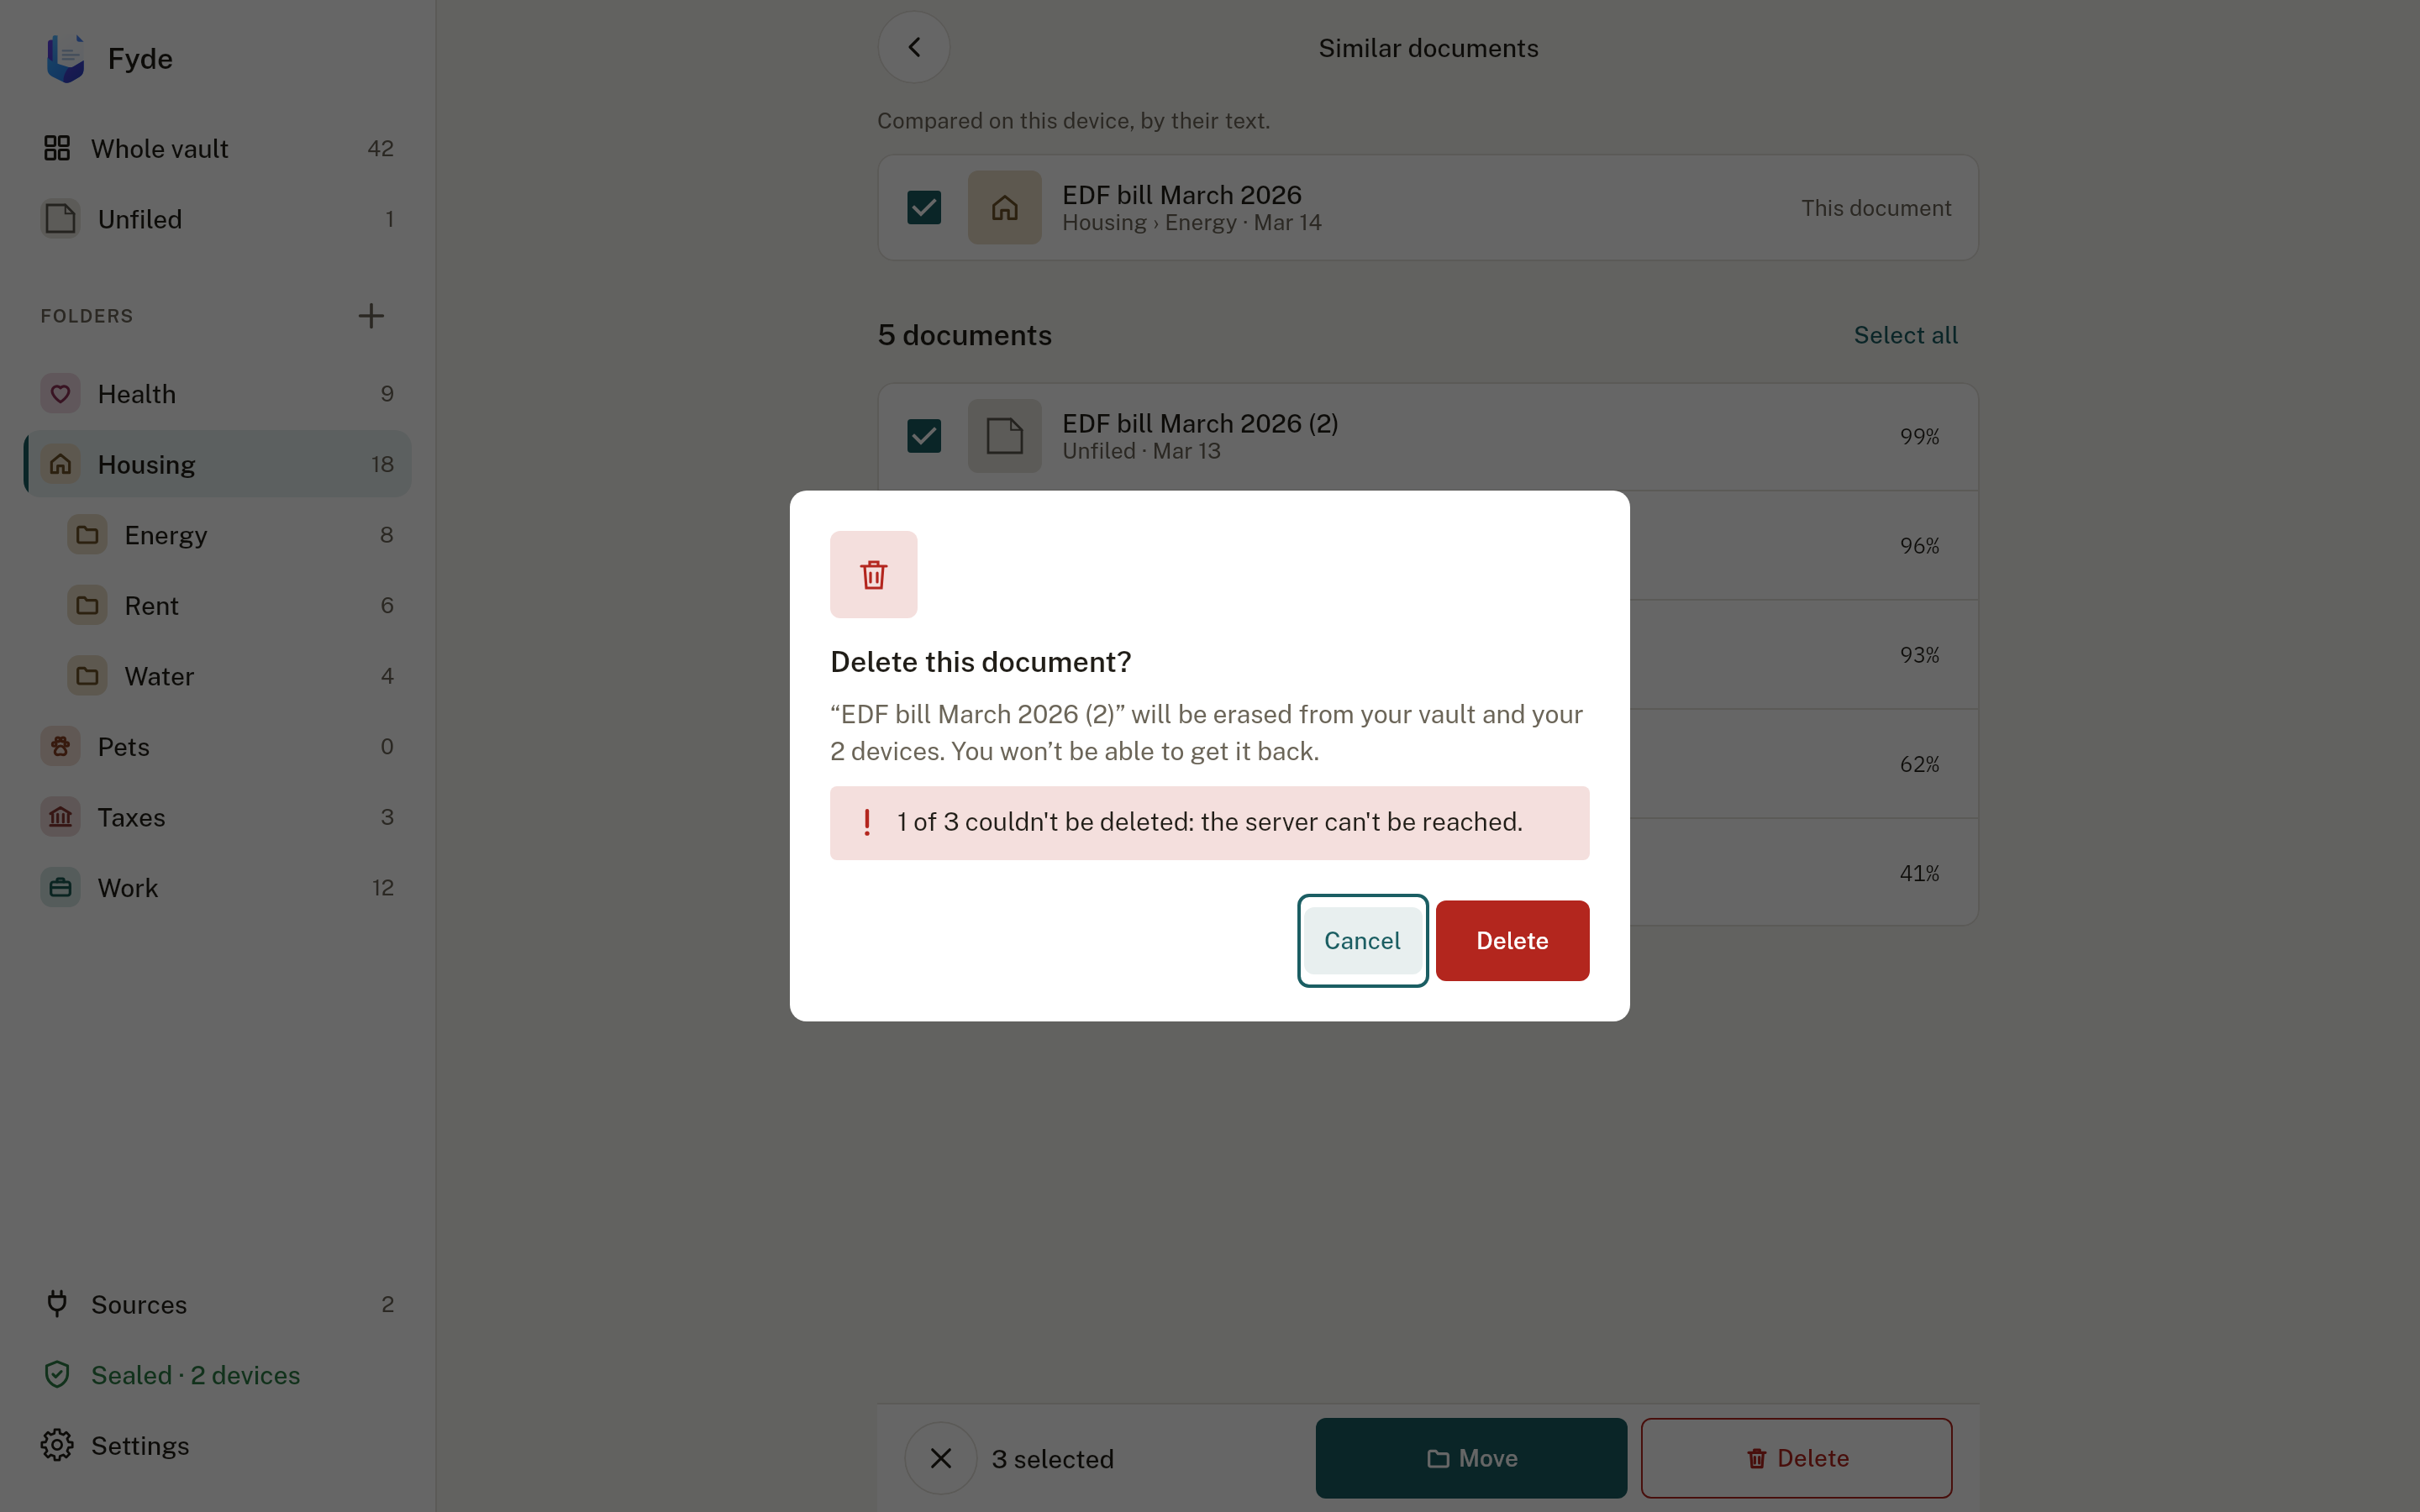 Fyde
Whole vault 42
Unfiled 1
FOLDERS
Health 9
Housing 18
Energy 8
Rent 6
Water 4
Pets 0
Taxes 3
Work 12
Sources 2
Sealed · 2 devices
Settings
Similar documents
Compared on this device, by their text.
EDF bill March 2026
Housing › Energy · Mar 14
This document
5 documents
Select all
EDF bill March 2026 (2)
Unfiled · Mar 13
99%
96%
93%
62%
41%
Delete this document?
“EDF bill March 2026 (2)” will be erased from your vault and your
2 devices. You won’t be able to get it back.
1 of 3 couldn't be deleted: the server can't be reached.
Cancel
Delete
3 selected
Move
Delete